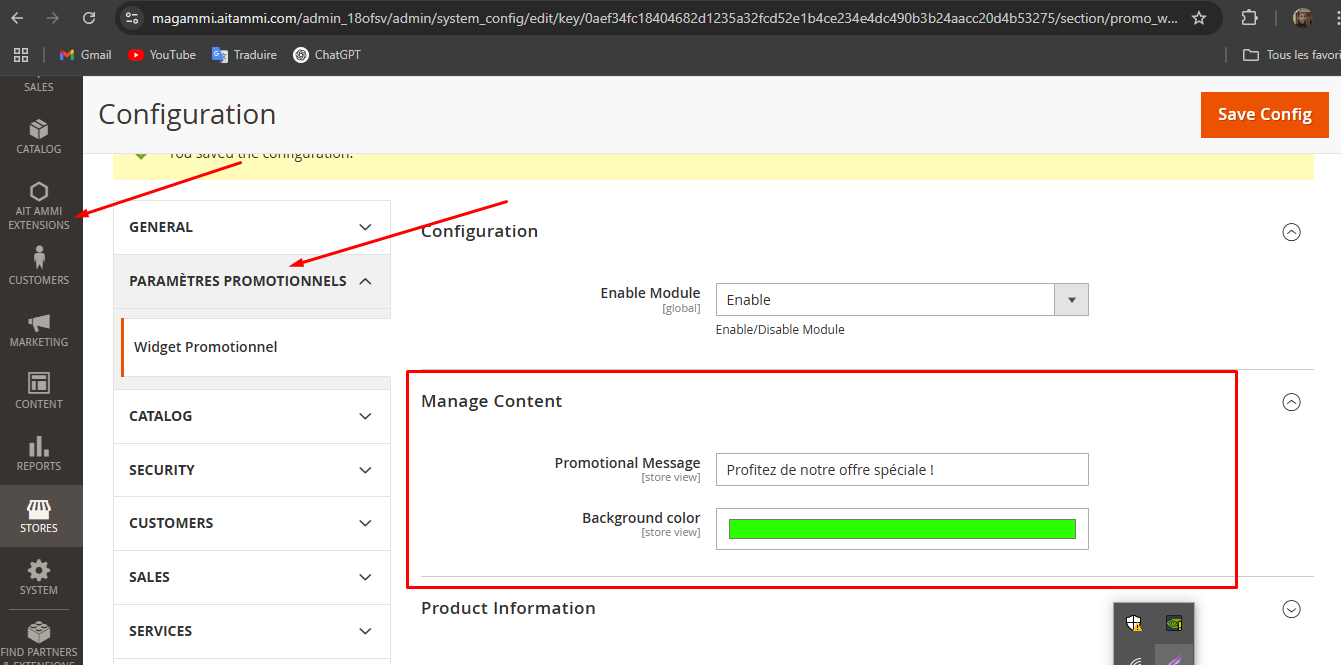 magammi.aitammi.com/admin_18ofsv/admin/system_config/edit/key/0aef34fc18404682d1235a32fcd52e1b4ce234e4dc490b3b24aacc20d4b53275/section/promo_w...
Gmail
YouTube
Traduire
ChatGPT
Tous les favori
SALES
CATALOG
AIT AMMI
EXTENSIONS
CUSTOMERS
MARKETING
CONTENT
REPORTS
STORES
SYSTEM
FIND PARTNERS
& EXTENSIONS
Configuration
Save Config
You saved the configuration.
GENERAL
PARAMÈTRES PROMOTIONNELS
Widget Promotionnel
CATALOG
SECURITY
CUSTOMERS
SALES
SERVICES
Configuration
Enable Module
[global]
Enable
Enable/Disable Module
Manage Content
Promotional Message
[store view]
Profitez de notre offre spéciale !
Background color
[store view]
Product Information